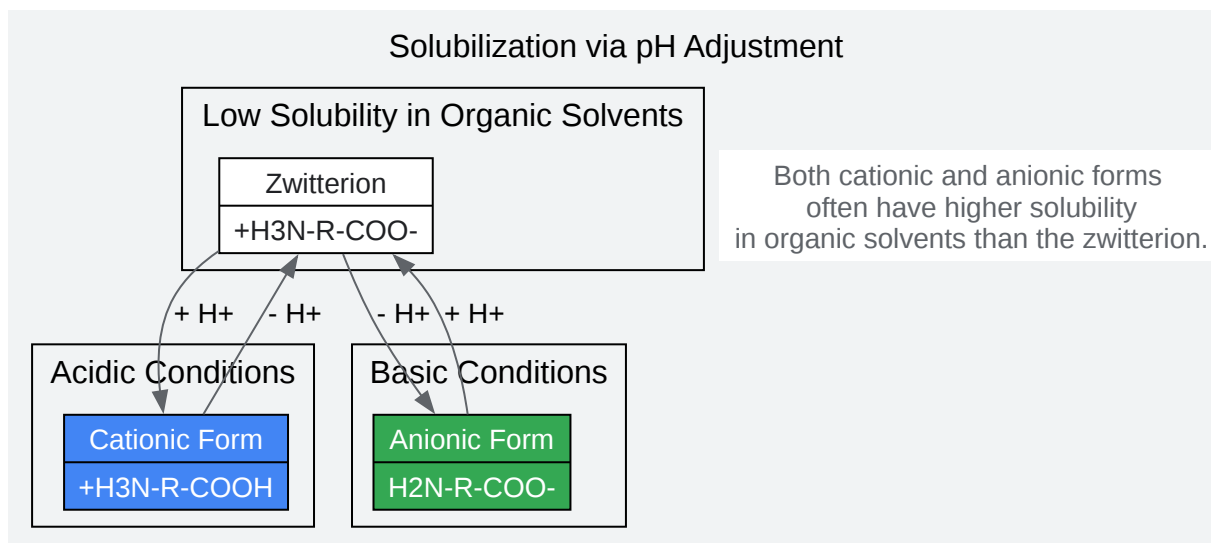 Solubilization via pH Adjustment
Low Solubility in Organic Solvents
Zwitterion
+H3N-R-COO-
Both cationic and anionic forms
often have higher solubility
in organic solvents than the zwitterion.
+ H+
- H+
- H+
+ H+
Acidic Conditions
Cationic Form
+H3N-R-COOH
Basic Conditions
Anionic Form
H2N-R-COO-